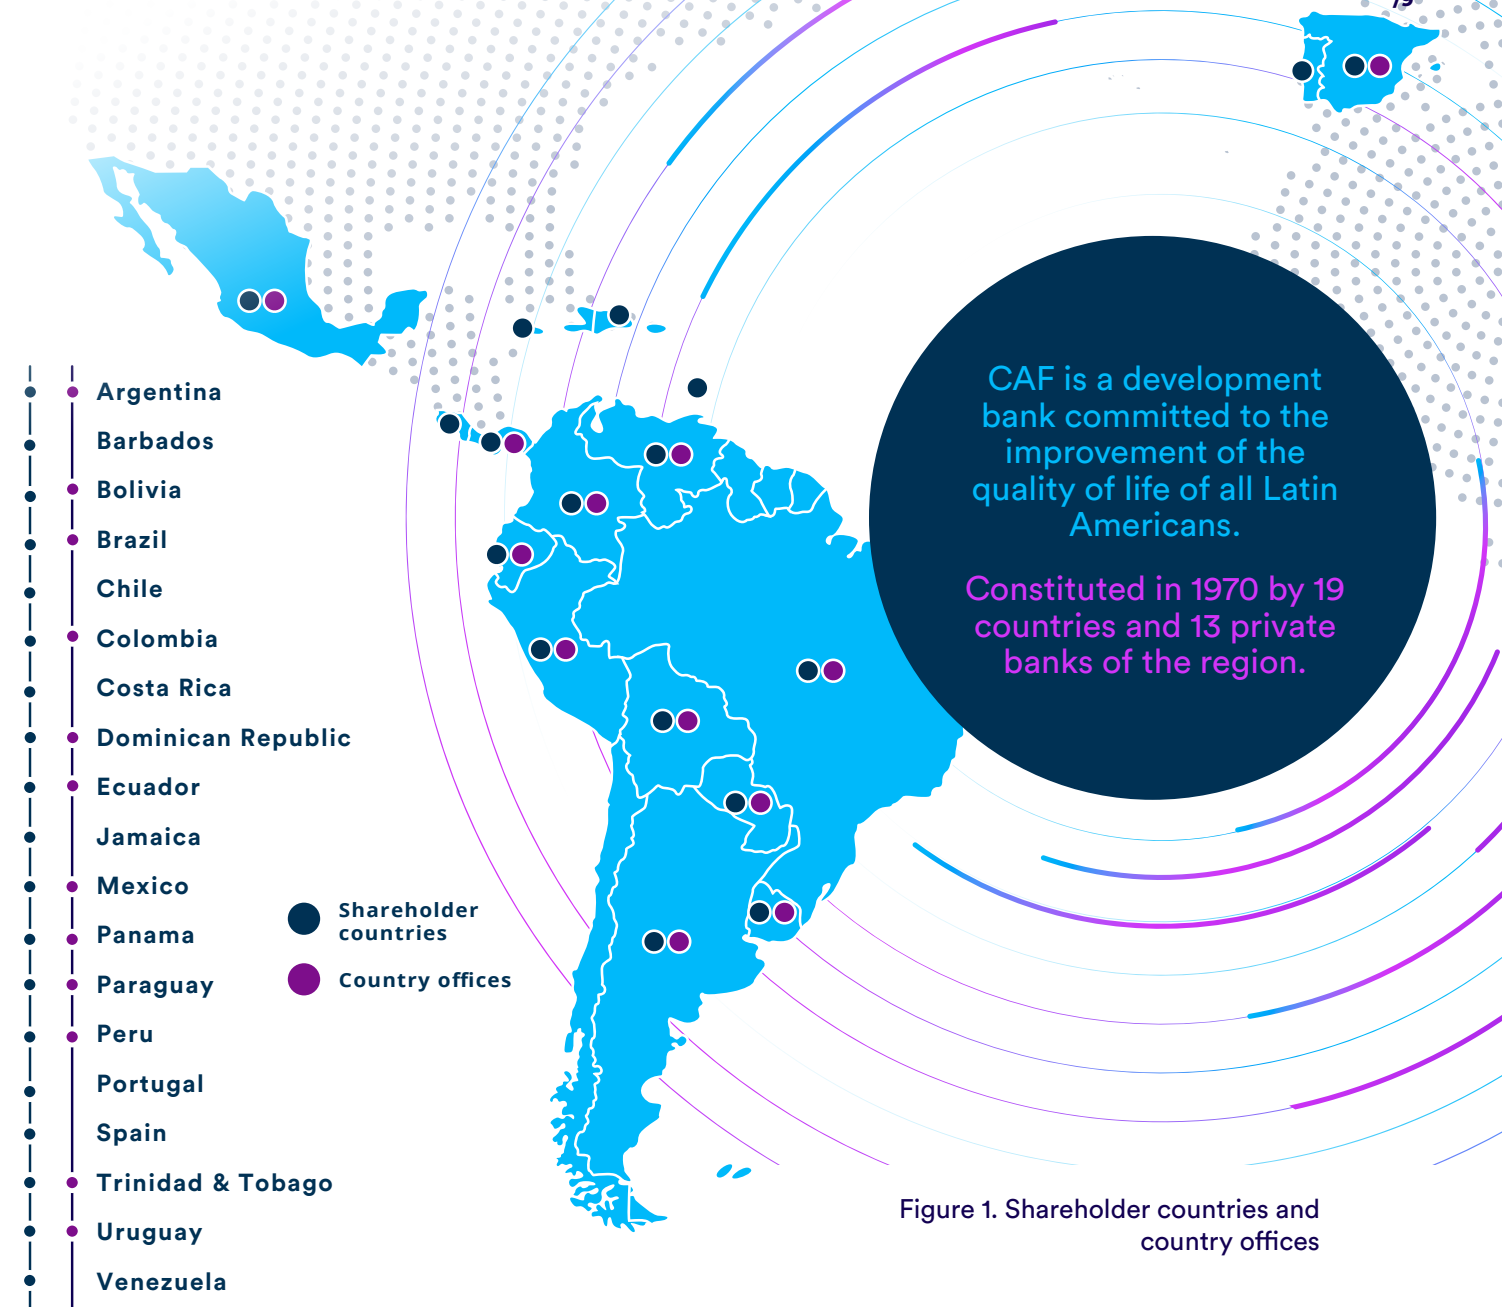 Argentina
Barbados
Bolivia
Brazil
Chile
Colombia
Costa Rica
Dominican Republic
Ecuador
Jamaica
Mexico
Panama
Paraguay
Peru
Portugal
Spain
Trinidad & Tobago
Uruguay
Venezuela
Shareholder
countries
Country offices
CAF is a development
bank committed to the
improvement of the
quality of life of all Latin
Americans.
Constituted in 1970 by 19
countries and 13 private
banks of the region.
Figure 1. Shareholder countries and
country offices